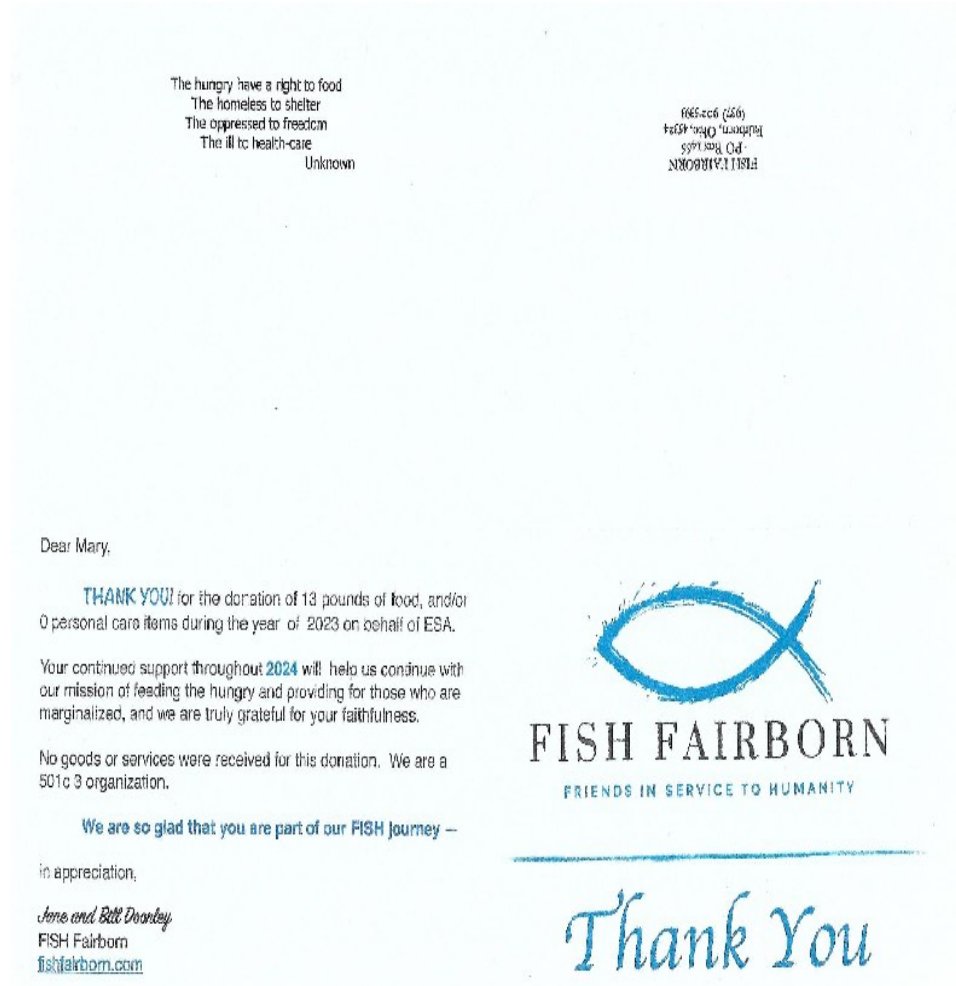 The hungry have a right to food
The homeless to shelter
The oppressed to freedom
The ill to health-care
Unknown
FISH FAIRBORN
PO Box 1466
Fairborn, Ohio, 45324
(937)
Dear Mary,
THANK YOU! for the donation of 13 pounds of food, and/or
0 personal care items during the year of 2023 on behalf of ESA.
Your continued support throughout 2024 will help us continue with
our mission of feeding the hungry and providing for those who are
marginalized, and we are truly grateful for your faithfulness.
No goods or services were received for this donation. We are a
501c 3 organization.
We are so glad that you are part of our FISH Journey –
in appreciation,
Jane and Bill Doorley
FISH Fairborn
fishfairborn.com
FISH FAIRBORN
FRIENDS IN SERVICE TO HUMANITY
Thank You